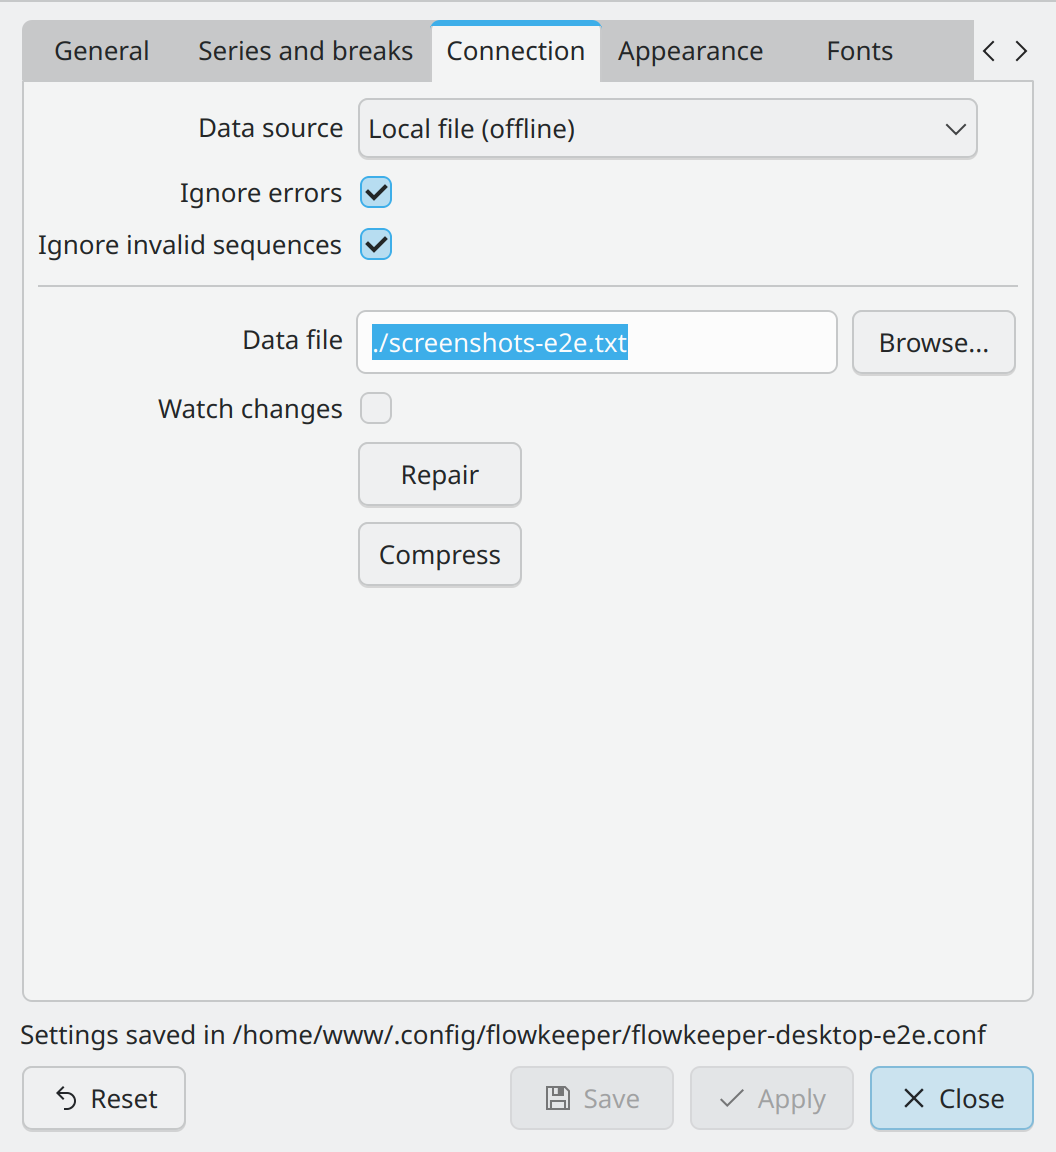 General Series and breaks Connection Appearance Fonts
Data source Local file (offline)
Ignore errors
Ignore invalid sequences
Data file ./screenshots-e2e.txt Browse...
Watch changes
Repair
Compress
Settings saved in /home/www/.config/flowkeeper/flowkeeper-desktop-e2e.conf
Reset Save Apply Close